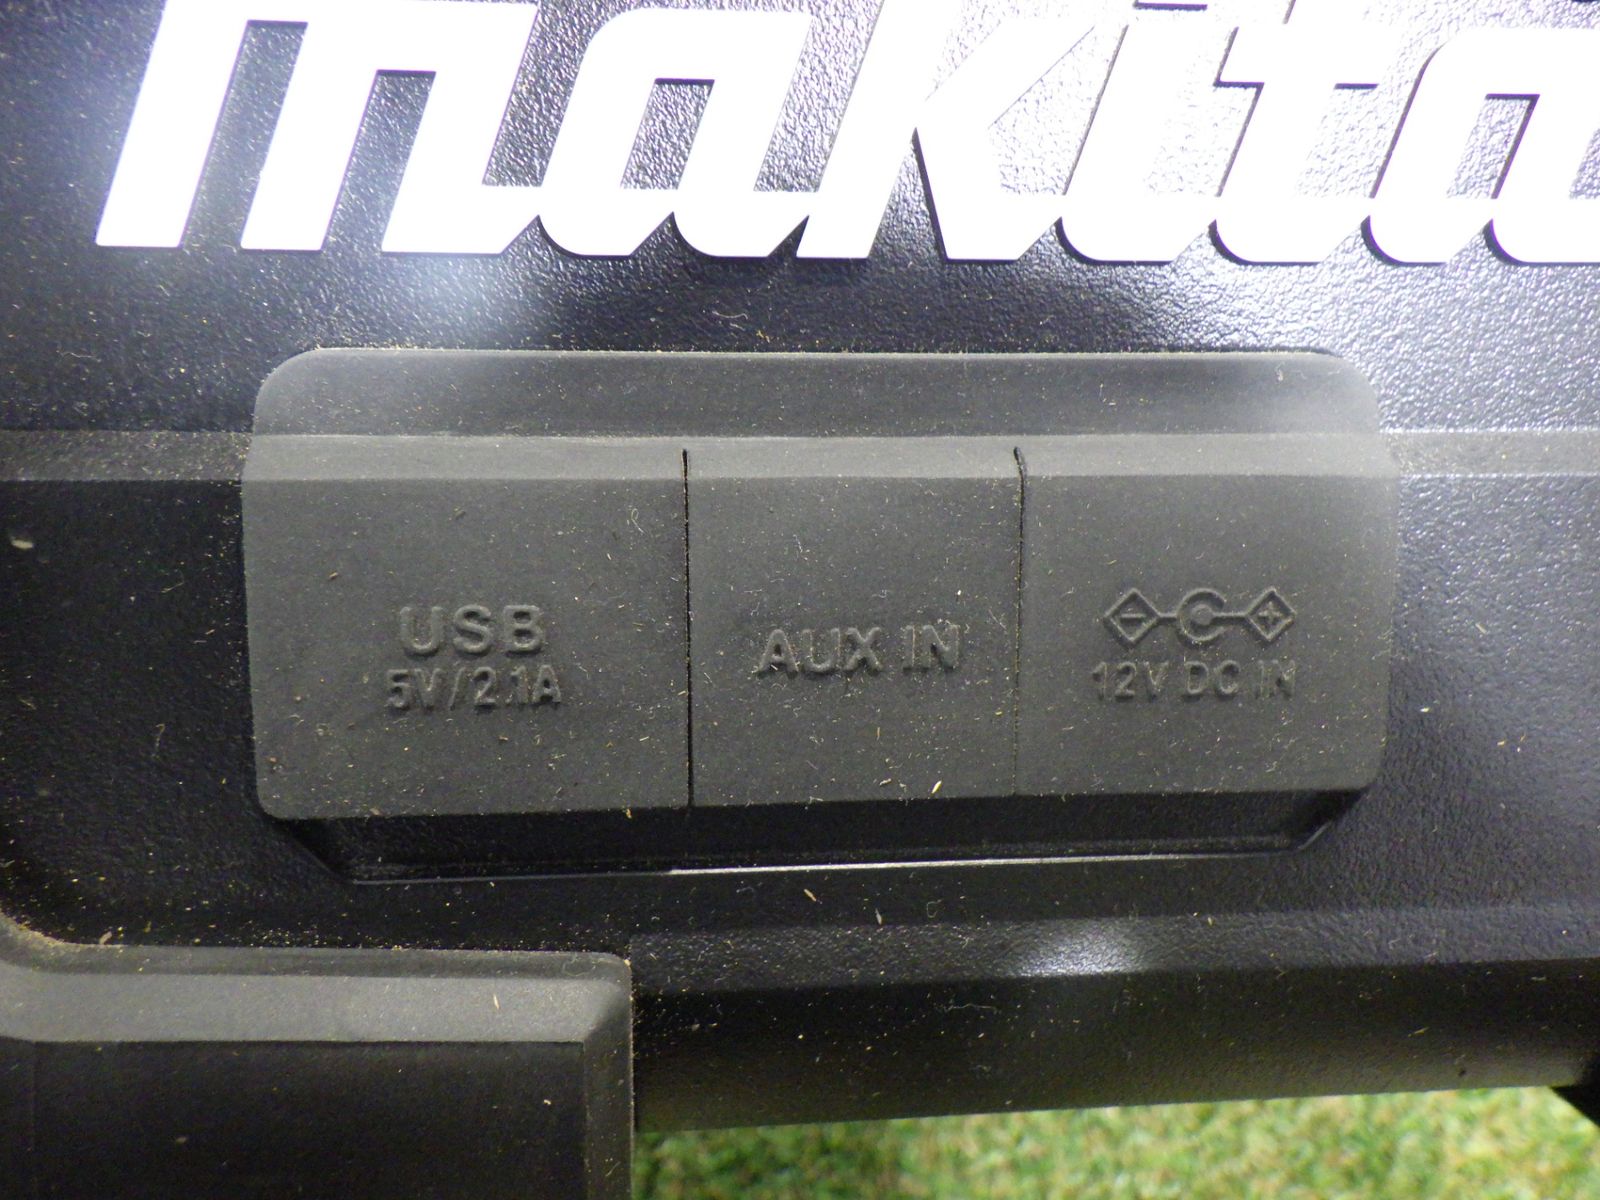 makita
USB
5V/2.1A
AUX IN
12V DC IN